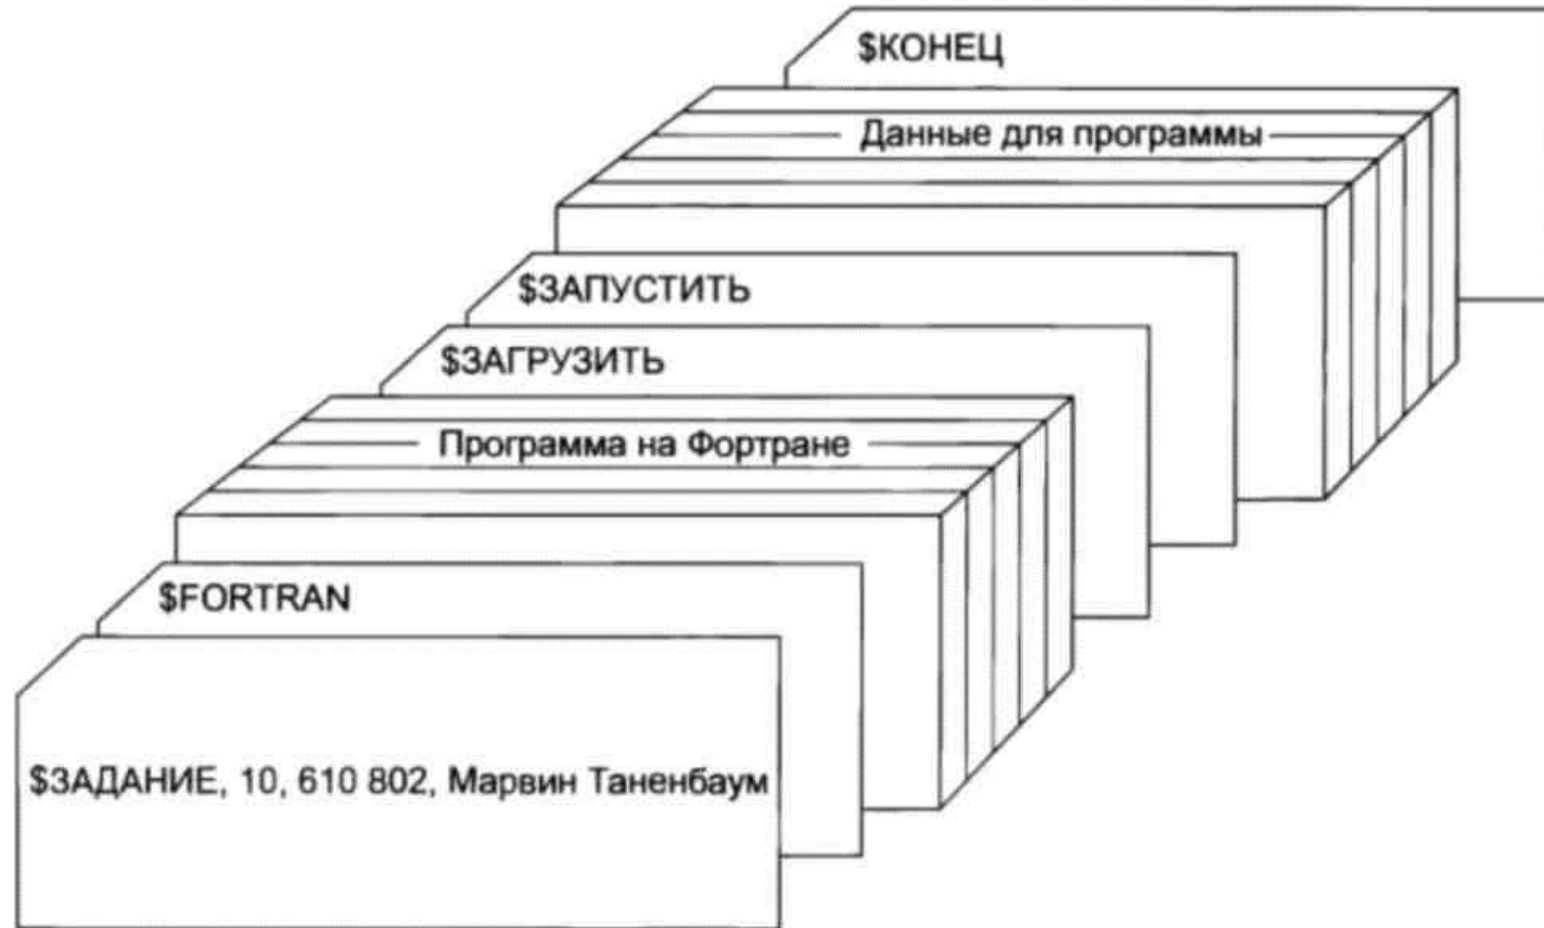 $КОНЕЦ
Данные для программы
$ЗАПУСТИТЬ
$ЗАГРУЗИТЬ
Программа на Фортране
$FORTRAN
$ЗАДАНИЕ, 10, 610 802, Марвин Таненбаум